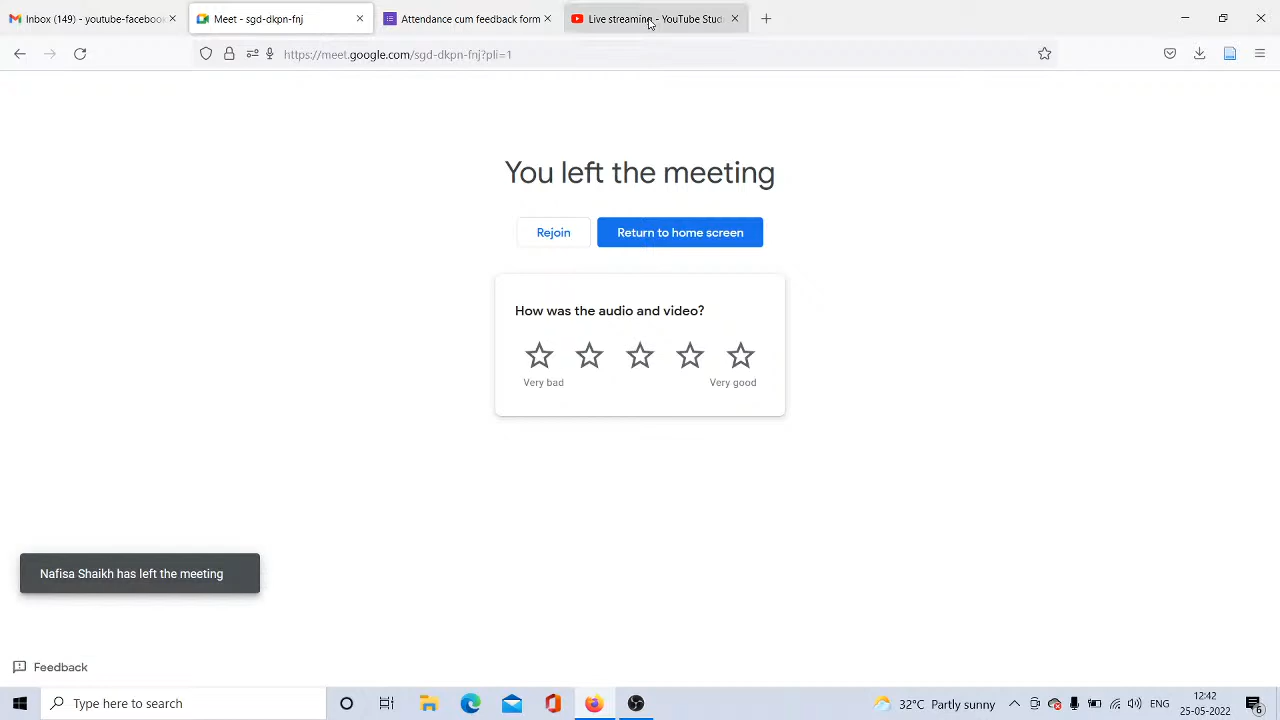 Inbox (149) - youtube-facebook
Meet - sgd-dkpn-fnj
Attendance cum feedback form
Live streaming - YouTube Stud
https://meet.google.com/sgd-dkpn-fnj?pli=1
You left the meeting
Rejoin
Return to home screen
How was the audio and video?
Very bad
Very good
Nafisa Shaikh has left the meeting
Feedback
Type here to search
32°C Partly sunny
ENG
12:42
25-05-2022
6